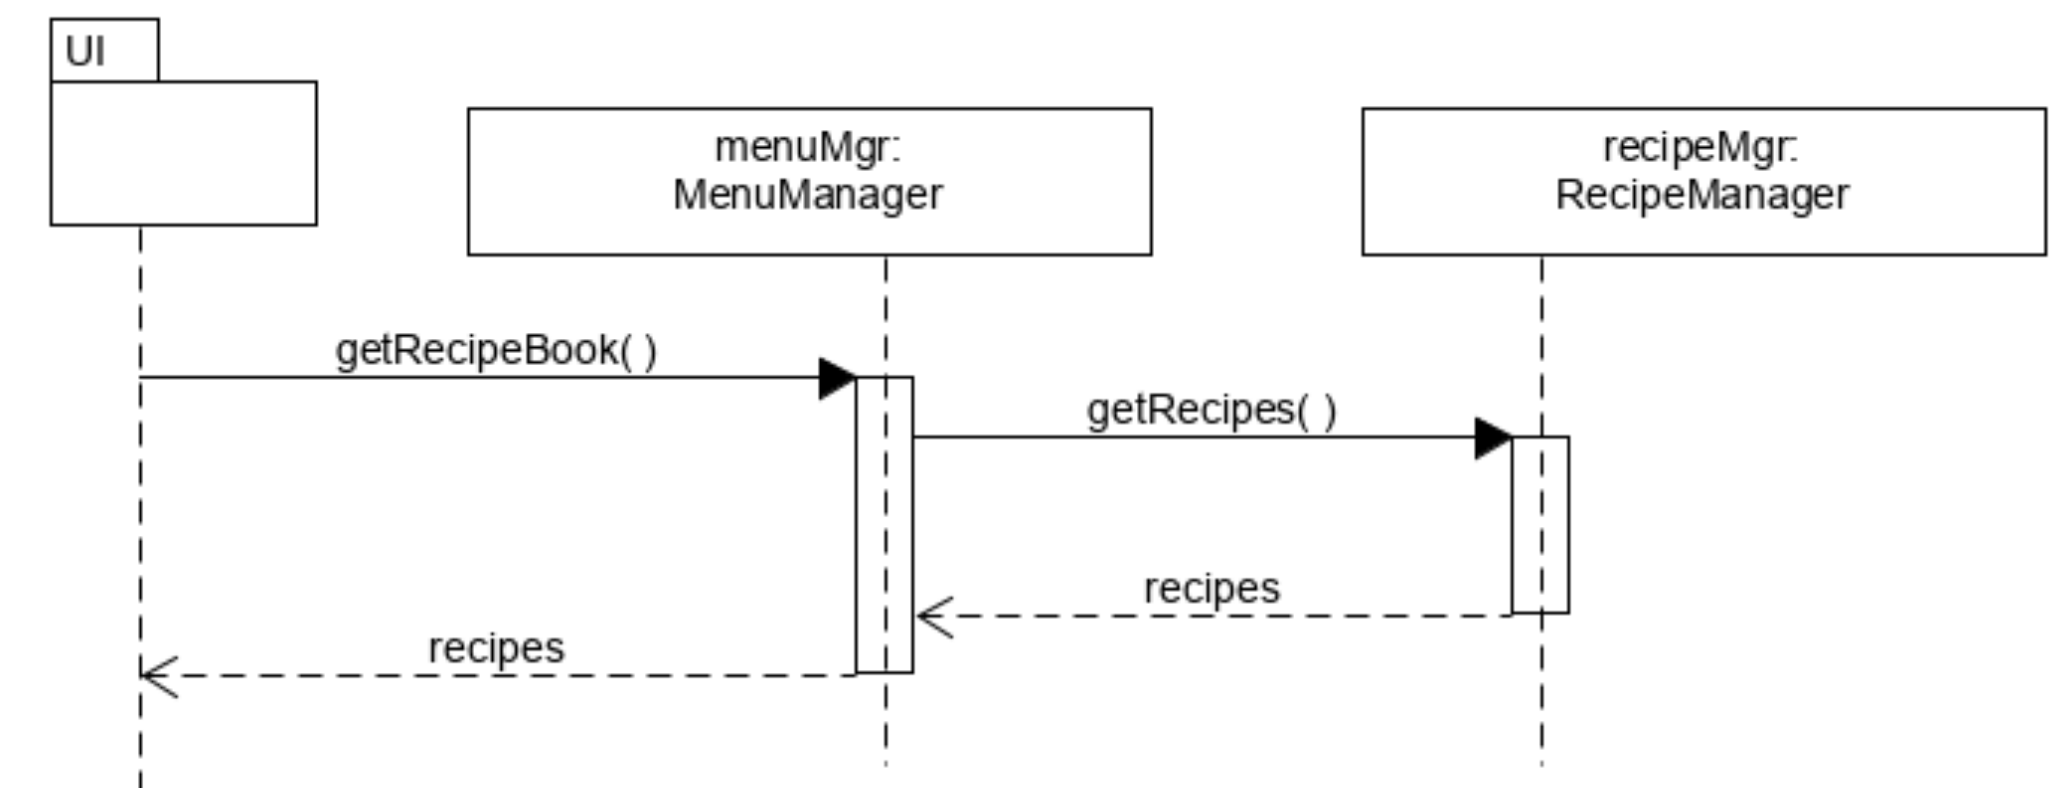 UI
menuMgr:
MenuManager
recipeMgr:
RecipeManager
getRecipeBook( )
getRecipes( )
recipes
recipes